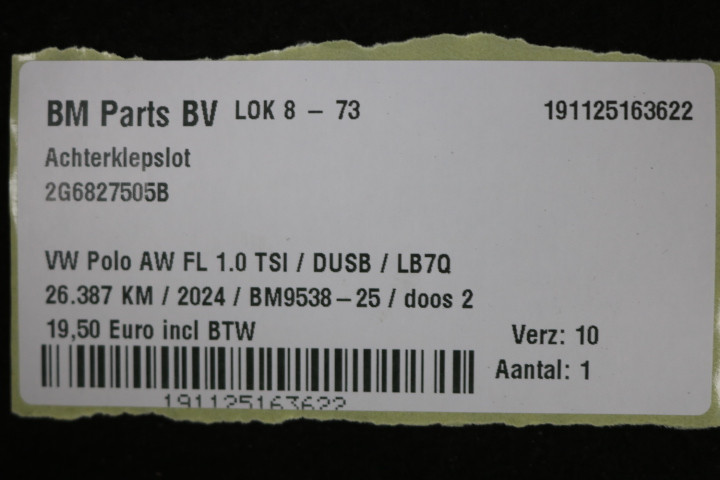 BM Parts BV LOK 8 - 73 191125163622
Achterklepslot
2G6827505B
VW Polo AW FL 1.0 TSI / DUSB / LB7Q
26.387 KM / 2024 / BM9538-25 / doos 2
19,50 Euro incl BTW Verz: 10
Aantal: 1
191125163622